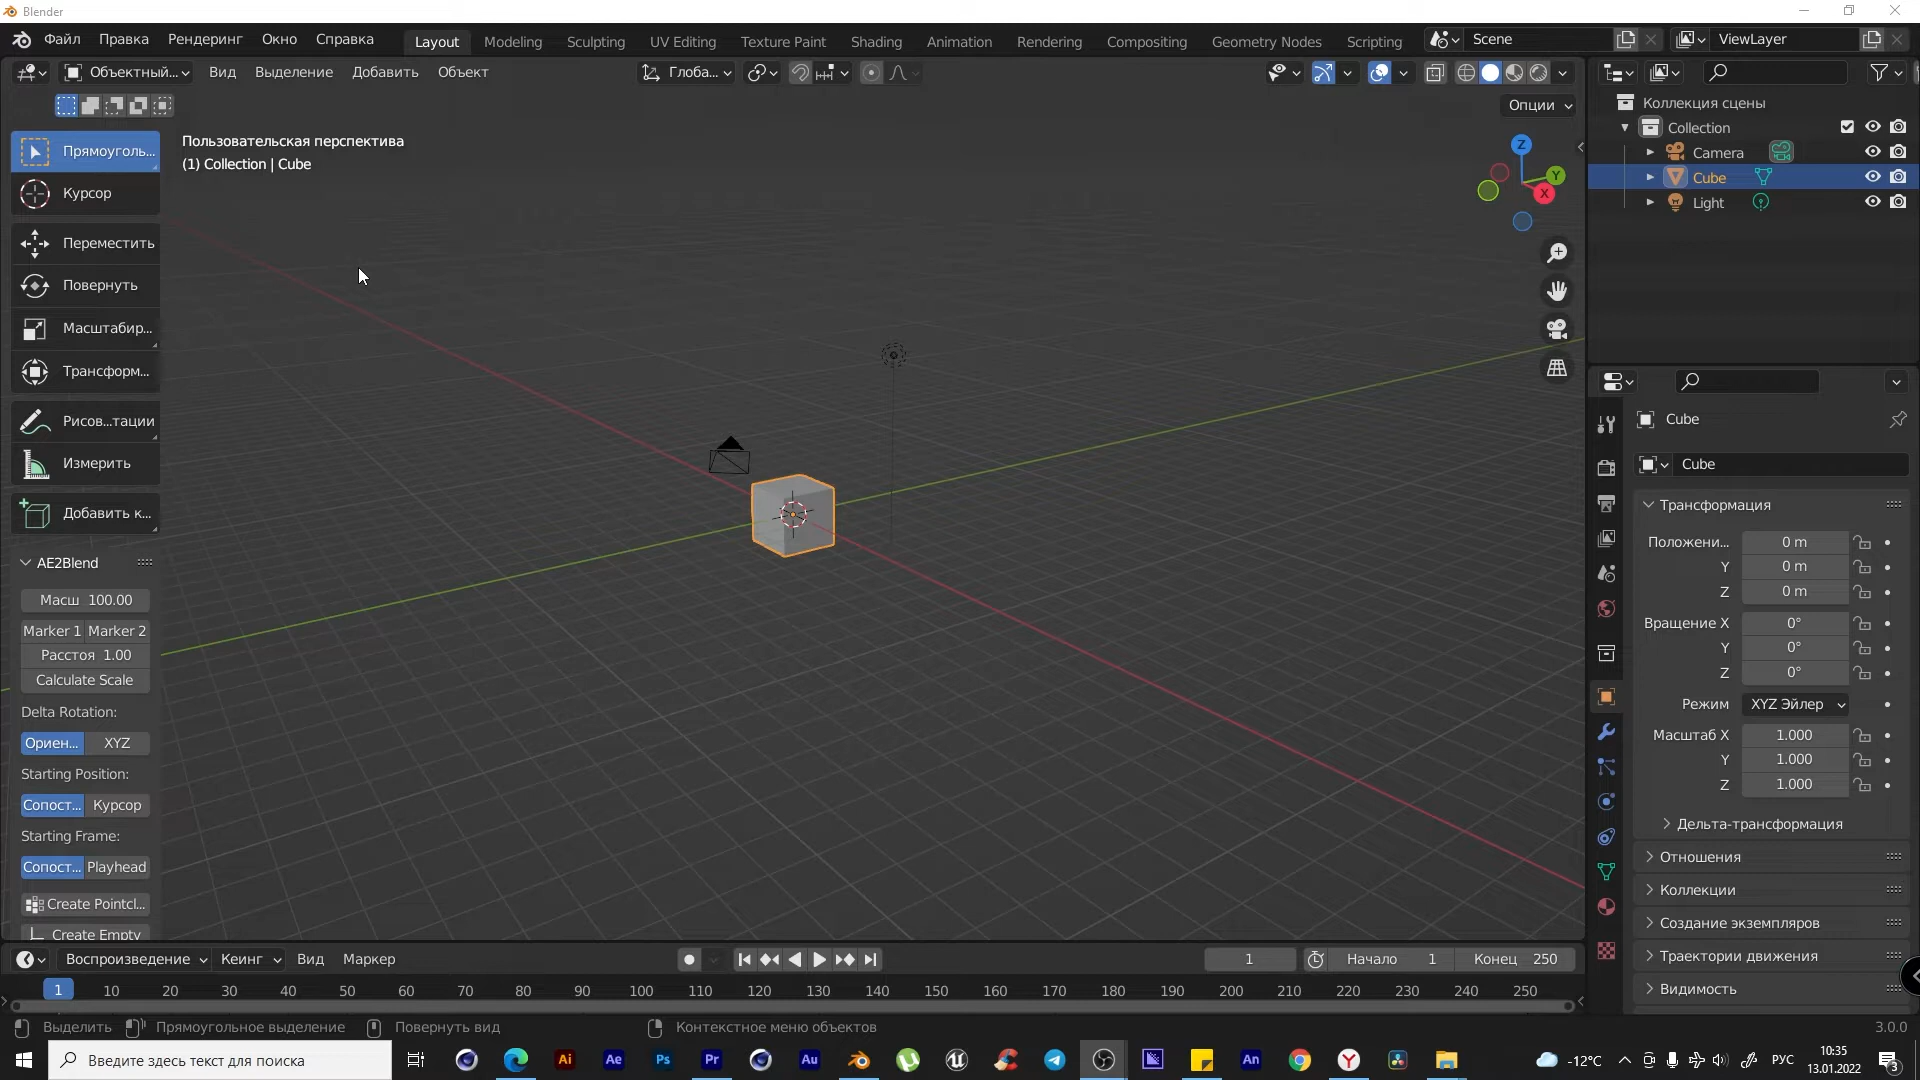 Blender
Файл Правка Рендеринг Окно Справка Layout Modeling Sculpting UV Editing Texture Paint Shading Animation Rendering Compositing Geometry Nodes Scripting Scene ViewLayer
Объектный... Вид Выделение Добавить Объект Глоба...
Опции
Пользовательская перспектива
(1) Collection | Cube
Z
Y
X
Прямоуголь...
Курсор
Переместить
Повернуть
Масштабир...
Трансформ...
Рисов...тации
Измерить
Добавить к...
AE2Blend
Масш 100.00
Marker 1 Marker 2
Расстоя 1.00
Calculate Scale
Delta Rotation:
Ориен... XYZ
Starting Position:
Сопост... Курсор
Starting Frame:
Сопост... Playhead
Create Pointcl...
Create Empty
Коллекция сцены
Collection
Camera
Cube
Light
Cube
Cube
Трансформация
Положени... 0 m
Y 0 m
Z 0 m
Вращение X 0°
Y 0°
Z 0°
Режим XYZ Эйлер
Масштаб X 1.000
Y 1.000
Z 1.000
Дельта-трансформация
Отношения
Коллекции
Создание экземпляров
Траектории движения
Видимость
Воспроизведение Кеинг Вид Маркер 1 Начало 1 Конец 250
1 10 20 30 40 50 60 70 80 90 100 110 120 130 140 150 160 170 180 190 200 210 220 230 240 250
Выделить Прямоугольное выделение Повернуть вид Контекстное меню объектов 3.0.0
Введите здесь текст для поиска Ai Ae Ps Pr Au An -12°C РУС 10:35
13.01.2022 3